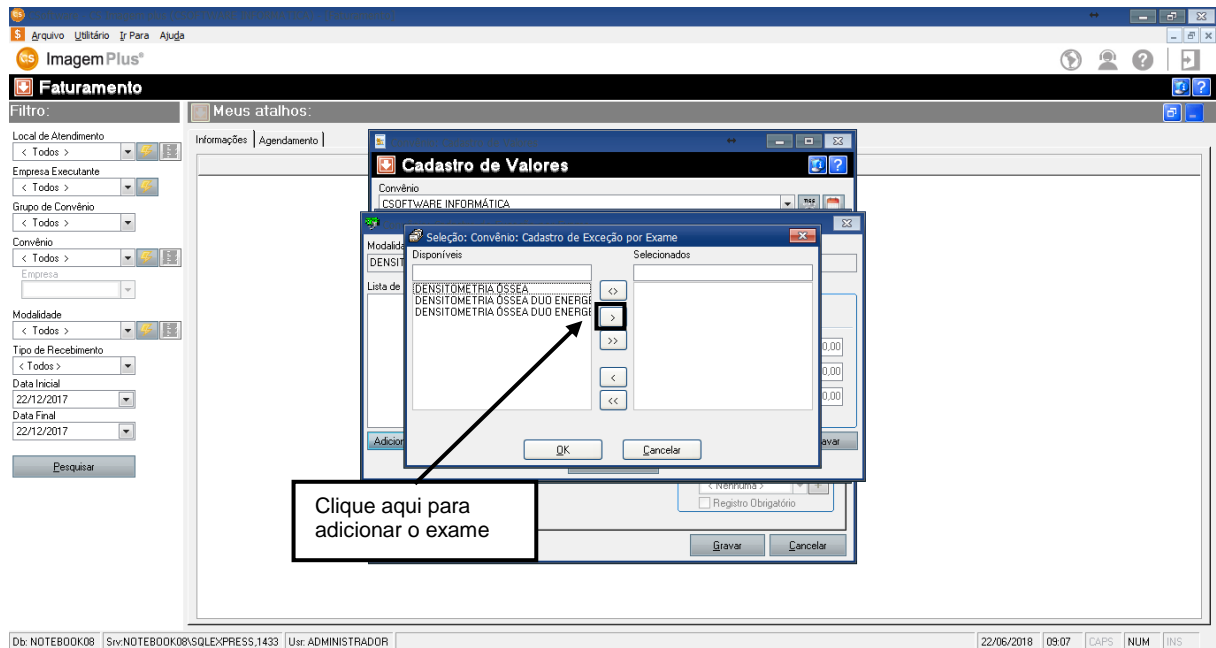 Arquivo Utilitário Ir Para Ajuda
cs ImagemPlus®
Faturamento
Filtro:
Meus atalhos:
Local de Atendimento
< Todos >
Empresa Executante
< Todos >
Grupo de Convênio
< Todos >
Convênio
< Todos >
Empresa
Modalidade
< Todos >
Tipo de Recebimento
< Todos >
Data Inicial
22/12/2017
Data Final
22/12/2017
Pesquisar
Informações Agendamento
Cadastro de Valores
Convênio
CSOFTWARE INFORMÁTICA
Modalida
DENSIT
Lista de
Seleção: Convênio: Cadastro de Exceção por Exame
Disponíveis Selecionados
DENSITOMETRIA ÓSSEA
DENSITOMETRIA ÓSSEA DUO ENERGE
DENSITOMETRIA ÓSSEA DUO ENERG
<>
>
>>
<
<<
0,00
0,00
0,00
Adicion
OK Cancelar
avar
< Nenhuma >
Registro Obrigatório
Gravar Cancelar
Clique aqui para
adicionar o exame
Db: NOTEBOOK08 Srv:NOTEBOOK08\SQLEXPRESS,1433 Usr: ADMINISTRADOR 22/06/2018 09:07 CAPS NUM INS